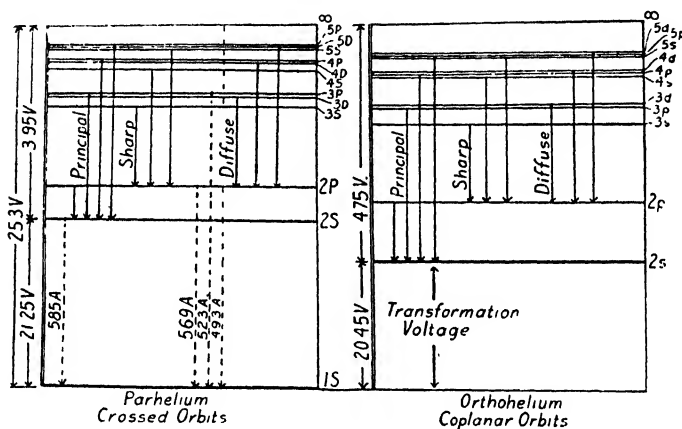 ∞
5p
5D
5S
4P
4D
4S
3P
3D
3S
2P
2S
1S
Principal
Sharp
Diffuse
3 95V
25 3V
21 25V
585A
569A
523A
493A
Parhelium
Crossed Orbits
∞
5d 5p
5s
4d
4p
4s
3d
3p
3s
2p
2s
Principal
Sharp
Diffuse
4 75V.
20 45V
Transformation
Voltage
Orthohelium
Coplanar Orbits